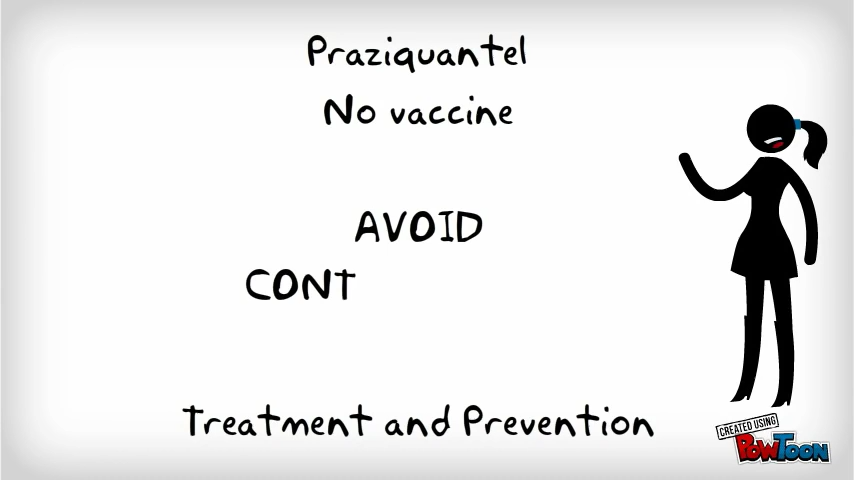 Praziquantel
No vaccine
AVOID
CONT
Treatment and Prevention
CREATED USING
POWTOON